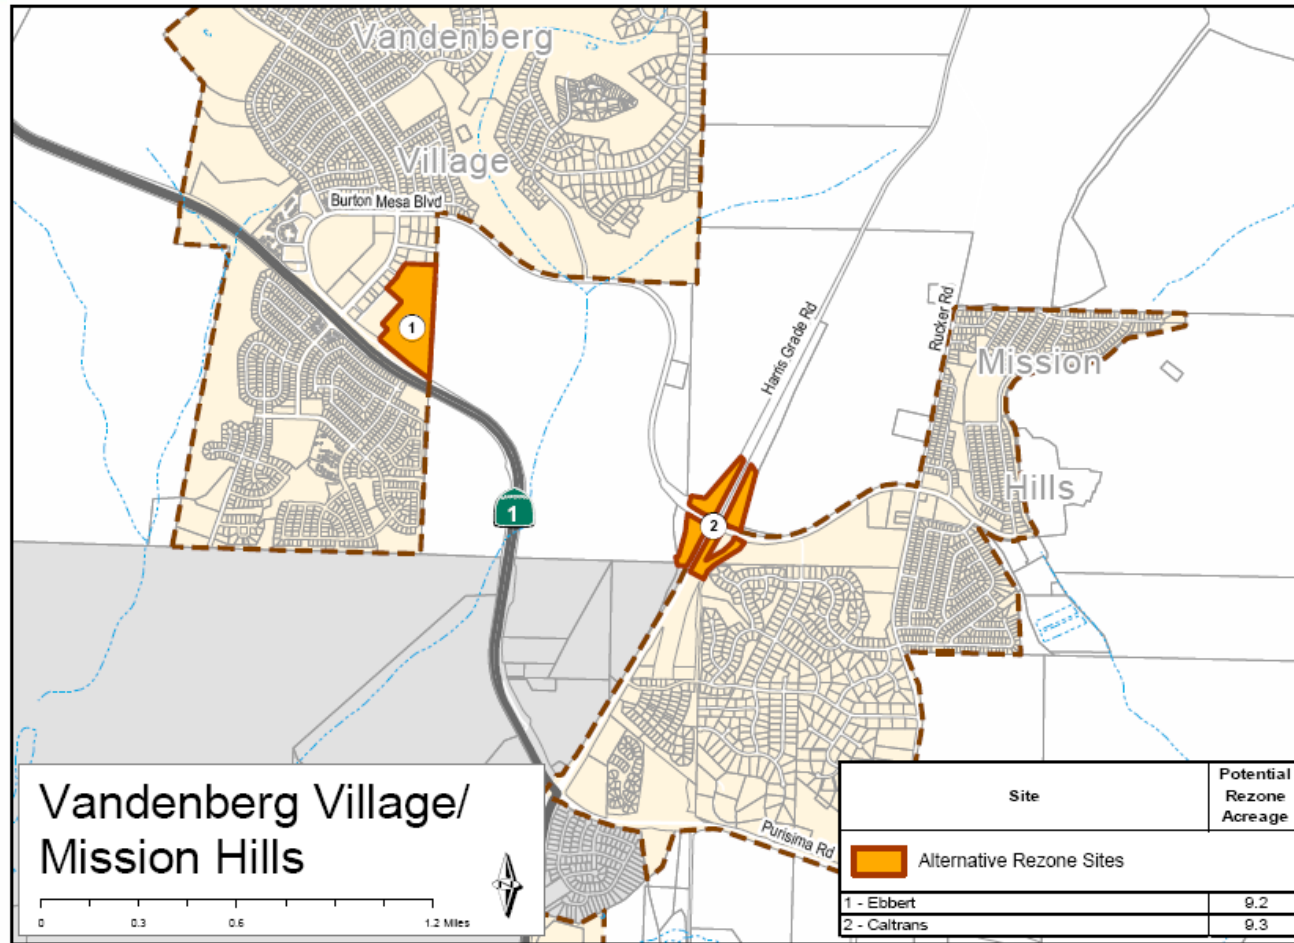 Vandenberg
Village
Burton Mesa Blvd
1
Harris Grade Rd
Rucker Rd
Mission
Hills
1
2
Purisima Rd
Vandenberg Village/
Mission Hills
N
0 0.3 0.6 1.2 Miles
Site
Potential
Rezone
Acreage
Alternative Rezone Sites
1 - Ebbert 9.2
2 - Caltrans 9.3